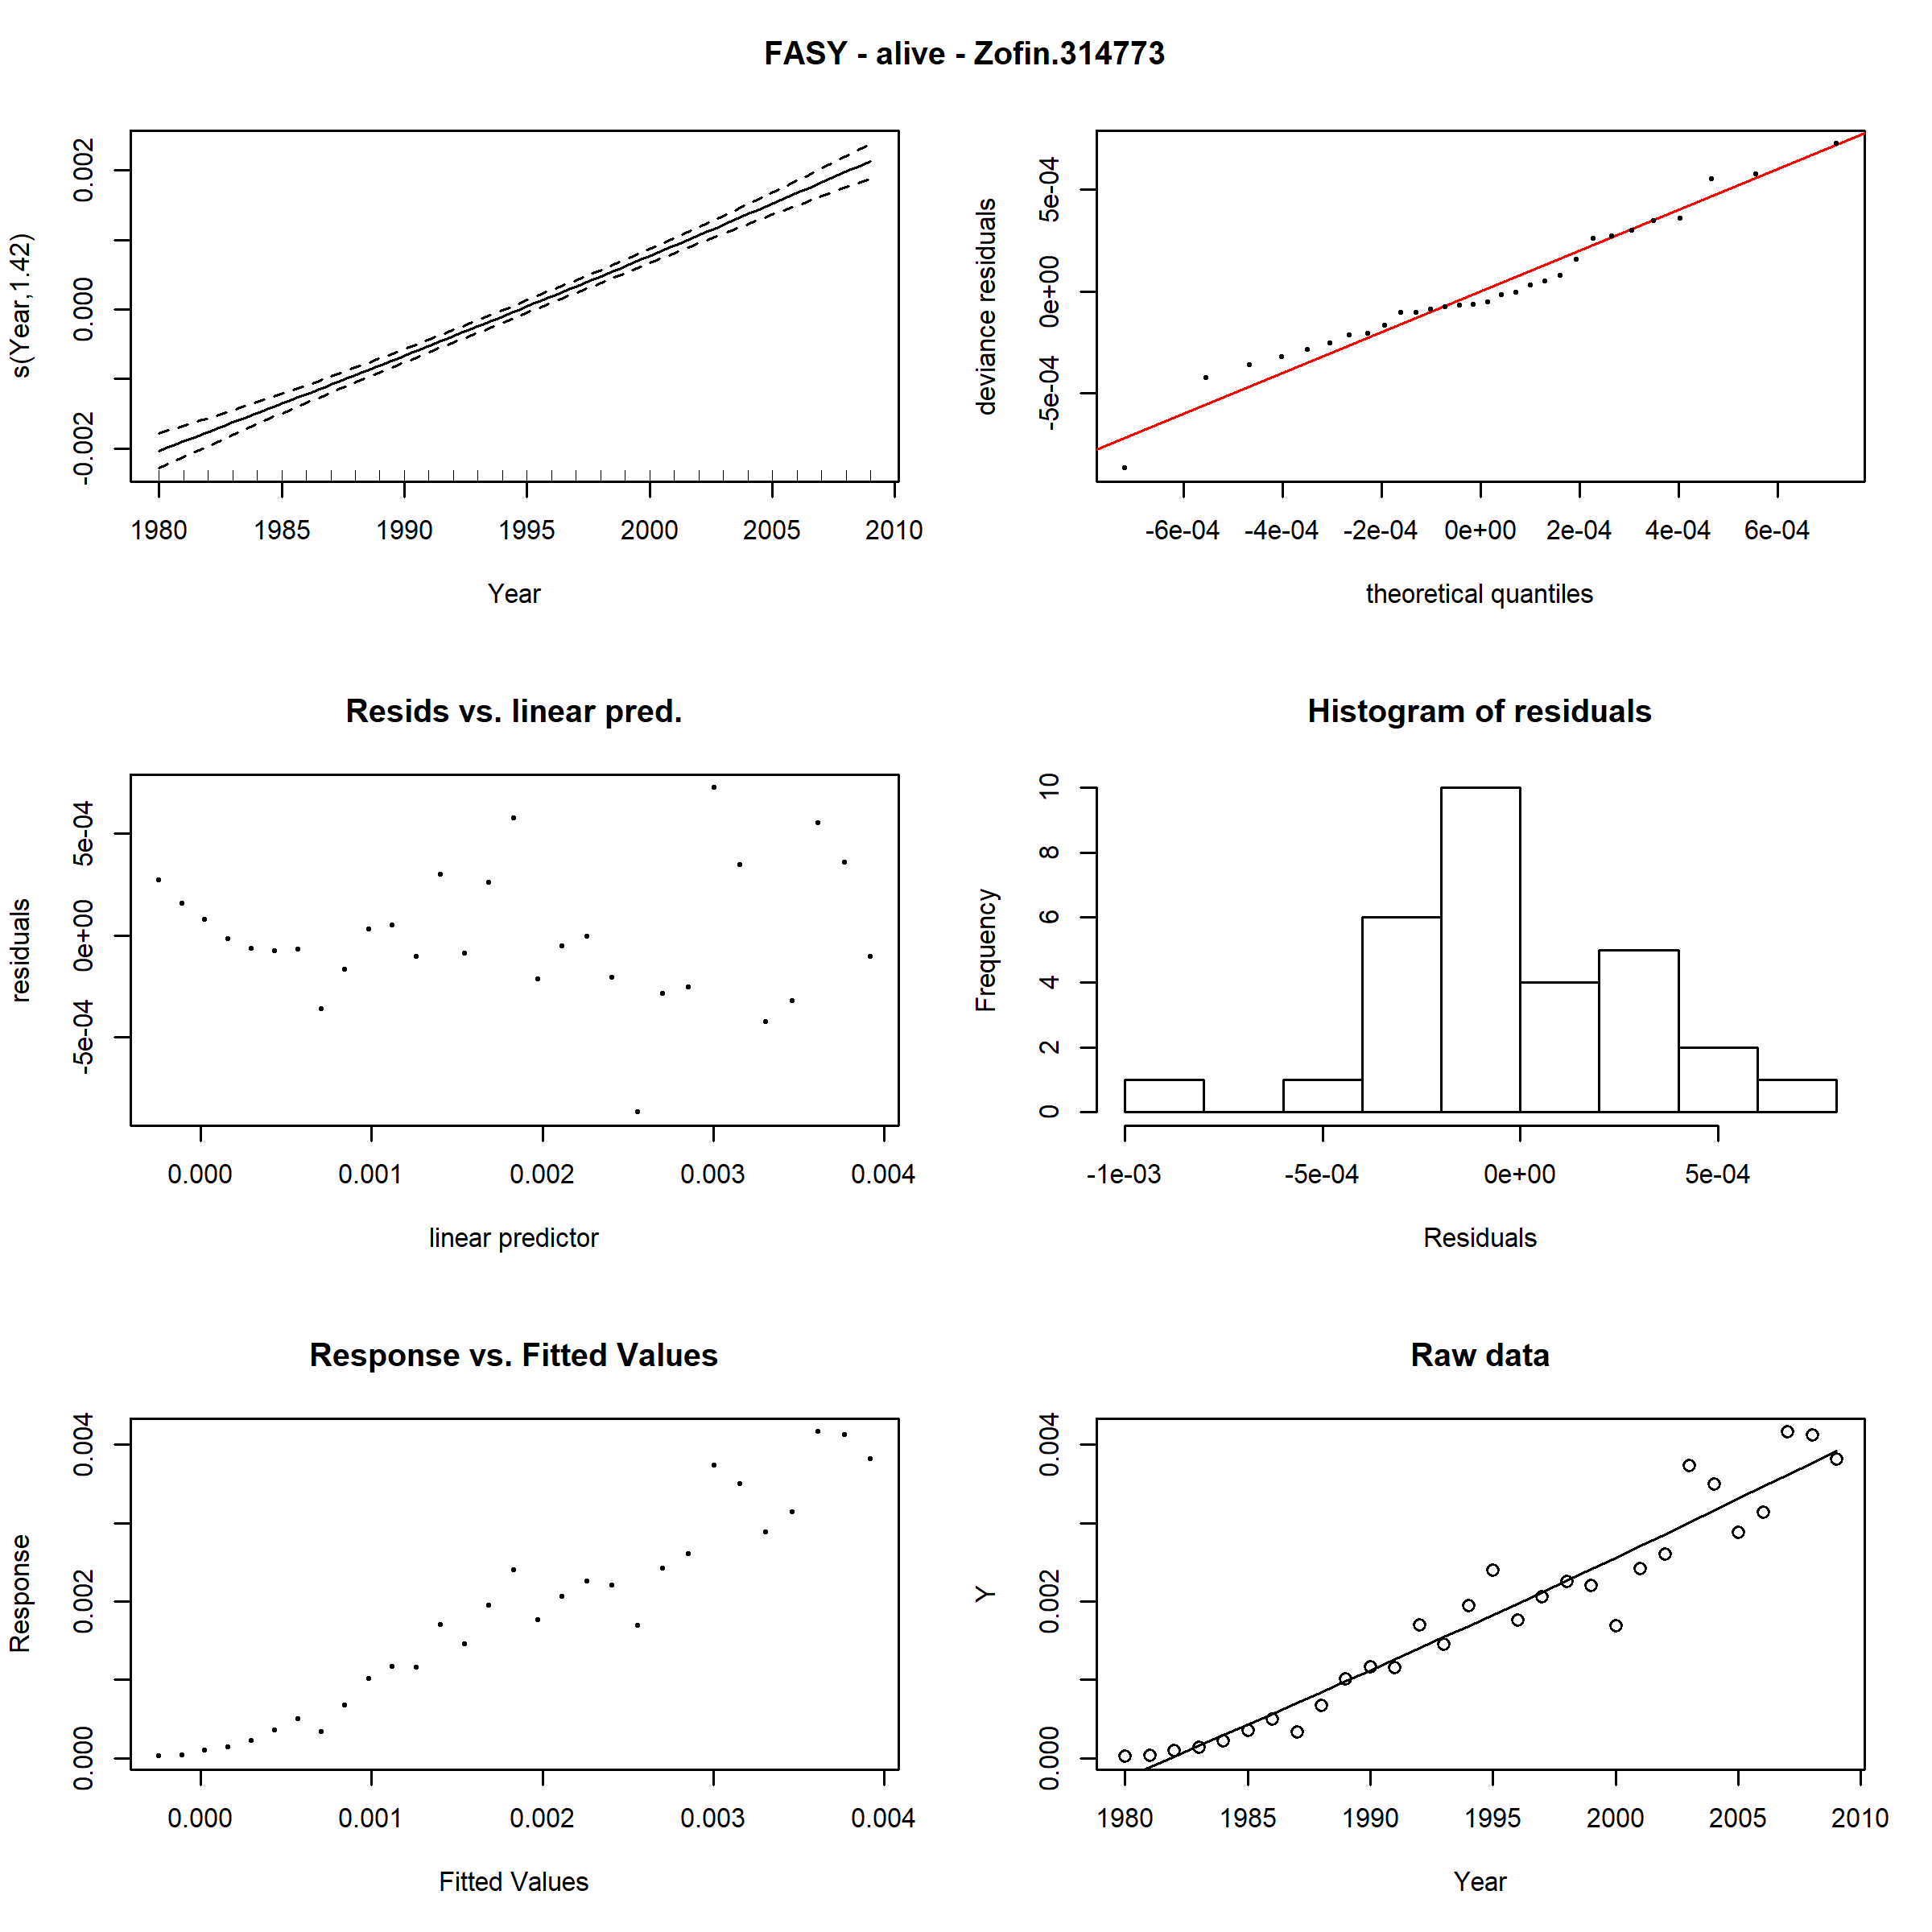 FASY - alive - Zofin.314773
s(Year,1.42)
-0.002 0.000 0.002
1980 1985 1990 1995 2000 2005 2010
Year
deviance residuals
-5e-04 0e+00 5e-04
-6e-04 -4e-04 -2e-04 0e+00 2e-04 4e-04 6e-04
theoretical quantiles
Resids vs. linear pred.
residuals
-5e-04 0e+00 5e-04
0.000 0.001 0.002 0.003 0.004
linear predictor
Histogram of residuals
Frequency
0 2 4 6 8 10
-1e-03 -5e-04 0e+00 5e-04
Residuals
Response vs. Fitted Values
Response
0.000 0.002 0.004
0.000 0.001 0.002 0.003 0.004
Fitted Values
Raw data
Y
0.000 0.002 0.004
1980 1985 1990 1995 2000 2005 2010
Year